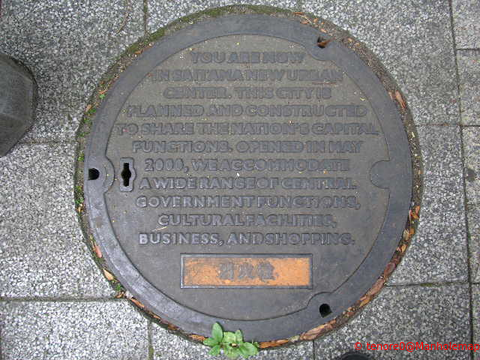 YOU ARE NOW
IN SAITAMA NEW URBAN
CENTER. THIS CITY IS
PLANNED AND CONSTRUCTED
TO SHARE THE NATION'S CAPITAL
FUNCTIONS. OPENED IN MAY
2000, WE ACCOMMODATE
A WIDE RANGE OF CENTRAL
GOVERNMENT FUNCTIONS,
CULTURAL FACILITIES,
BUSINESS, AND SHOPPING.